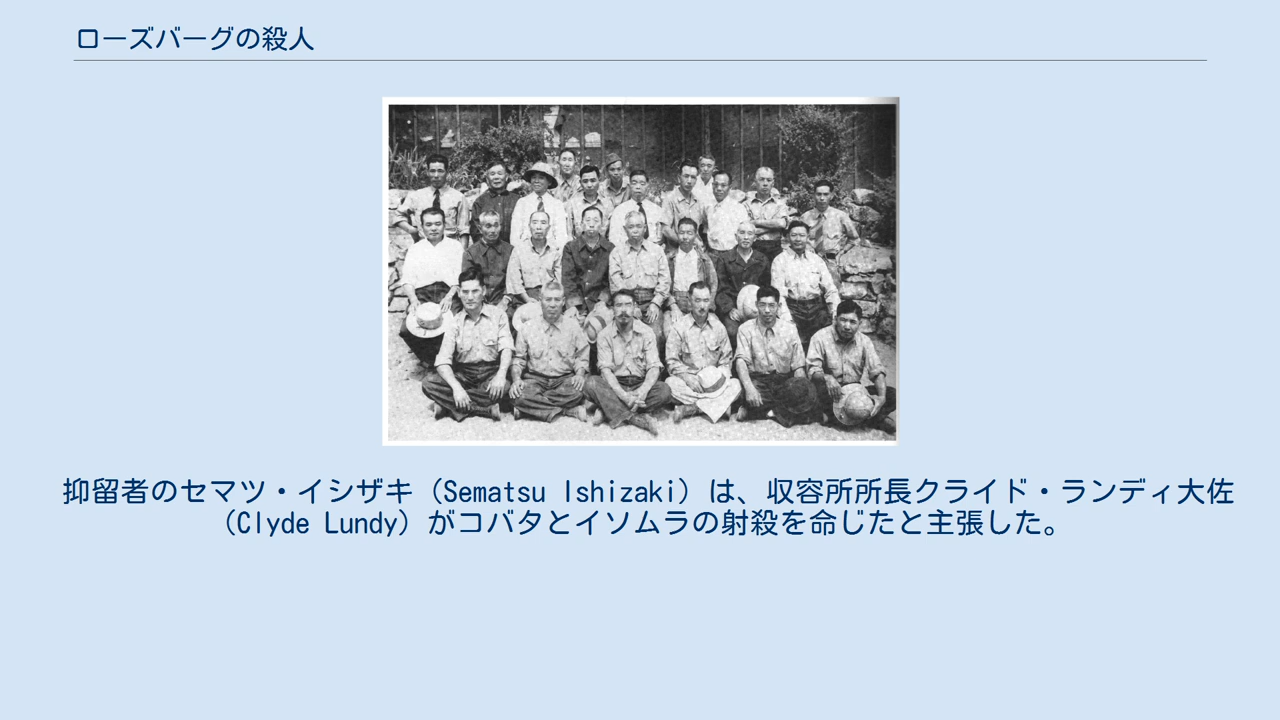 ローズバーグの殺人
抑留者のセマツ・イシザキ（Sematsu Ishizaki）は、収容所所長クライド・ランディ大佐
（Clyde Lundy）がコバタとイソムラの射殺を命じたと主張した。